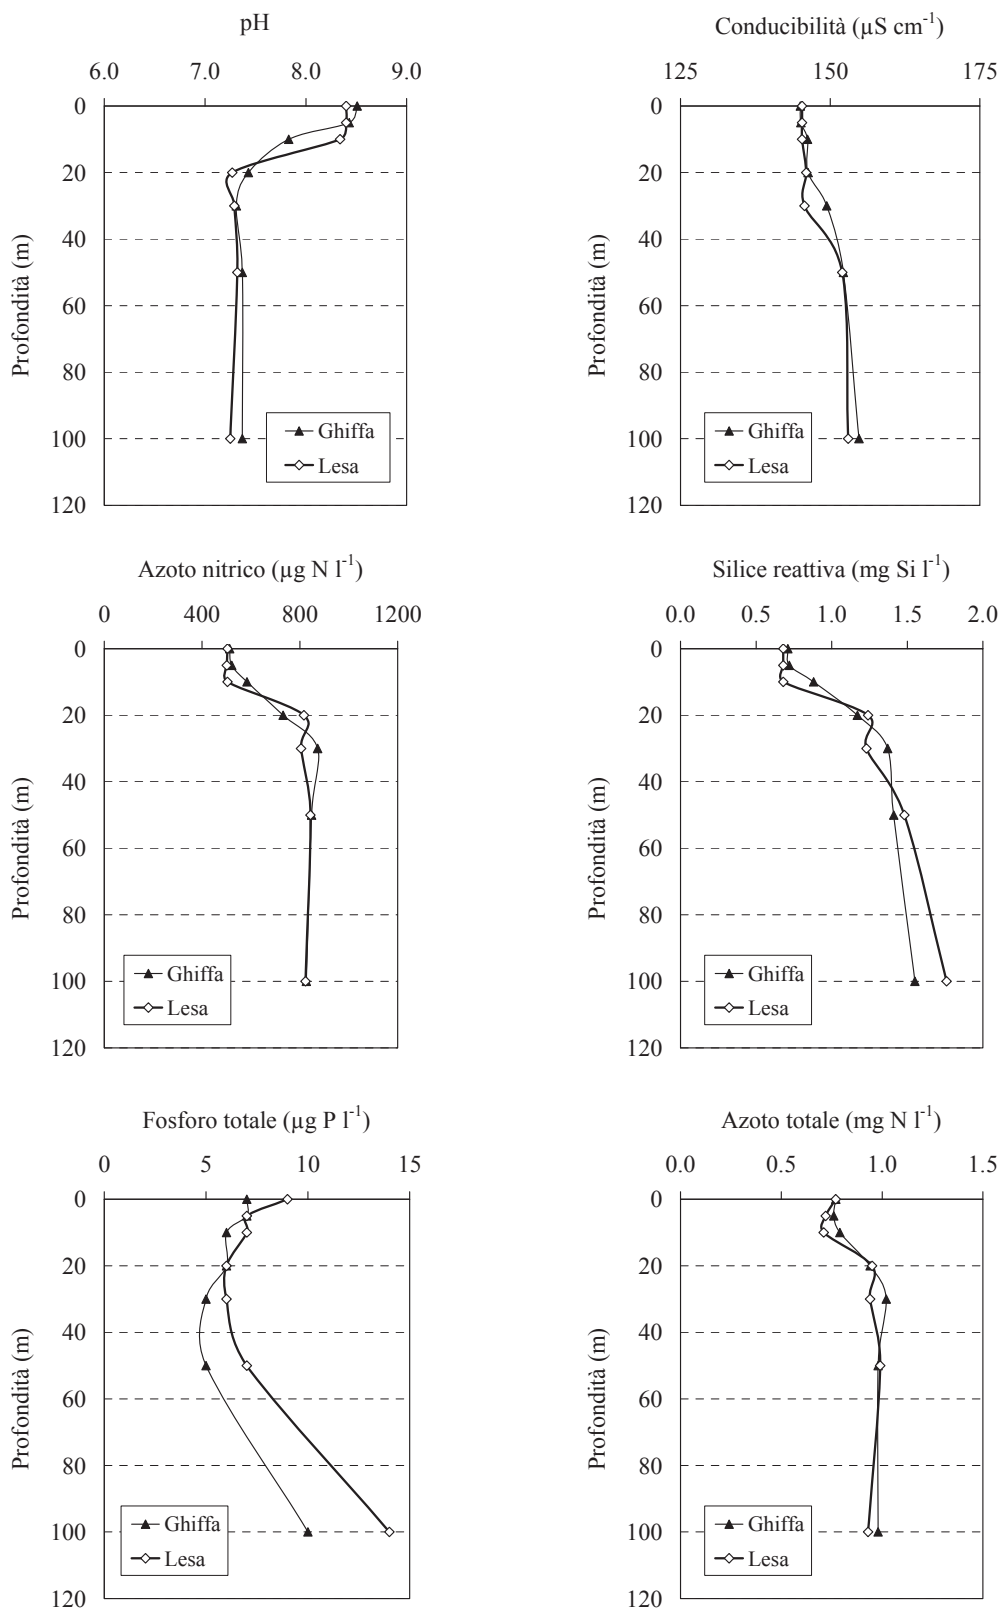 pH
6.0 7.0 8.0 9.0
0
20
40
60
80
100
120
Profondità (m)
Ghiffa
Lesa
Conducibilità (µS cm-1)
125 150 175
0
20
40
60
80
100
120
Profondità (m)
Ghiffa
Lesa
Azoto nitrico (µg N l-1)
0 400 800 1200
0
20
40
60
80
100
120
Profondità (m)
Ghiffa
Lesa
Silice reattiva (mg Si l-1)
0.0 0.5 1.0 1.5 2.0
0
20
40
60
80
100
120
Profondità (m)
Ghiffa
Lesa
Fosforo totale (µg P l-1)
0 5 10 15
0
20
40
60
80
100
120
Profondità (m)
Ghiffa
Lesa
Azoto totale (mg N l-1)
0.0 0.5 1.0 1.5
0
20
40
60
80
100
120
Profondità (m)
Ghiffa
Lesa